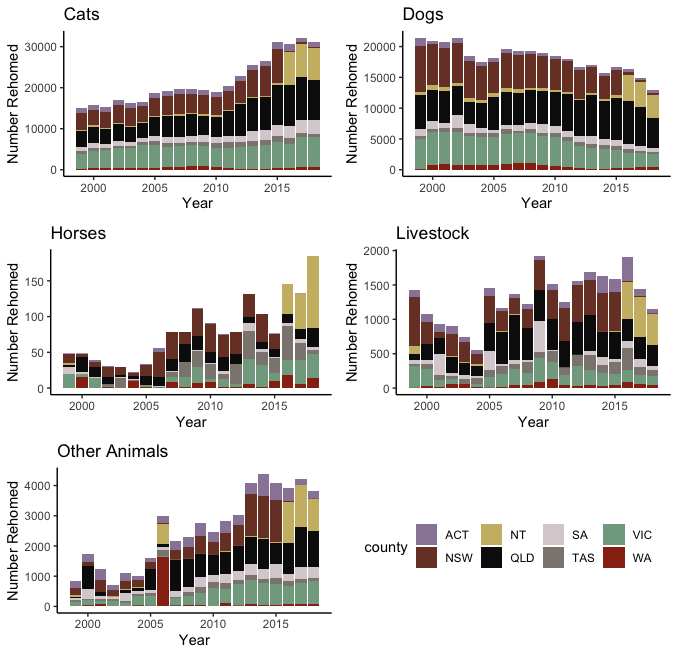 Cats
Number Rehomed
30000
20000
10000
0
2000 2005 2010 2015
Year
Dogs
Number Rehomed
20000
15000
10000
5000
0
2000 2005 2010 2015
Year
Horses
Number Rehomed
150
100
50
0
2000 2005 2010 2015
Year
Livestock
Number Rehomed
2000
1500
1000
500
0
2000 2005 2010 2015
Year
Other Animals
Number Rehomed
4000
3000
2000
1000
0
2000 2005 2010 2015
Year
county
ACT NT SA VIC
NSW QLD TAS WA